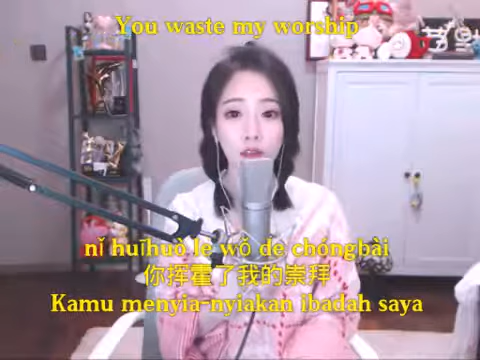 You waste my worship
nǐ huīhuò le wǒ de chóngbài
你挥霍了我的崇拜
Kamu menyia-nyiakan ibadah saya